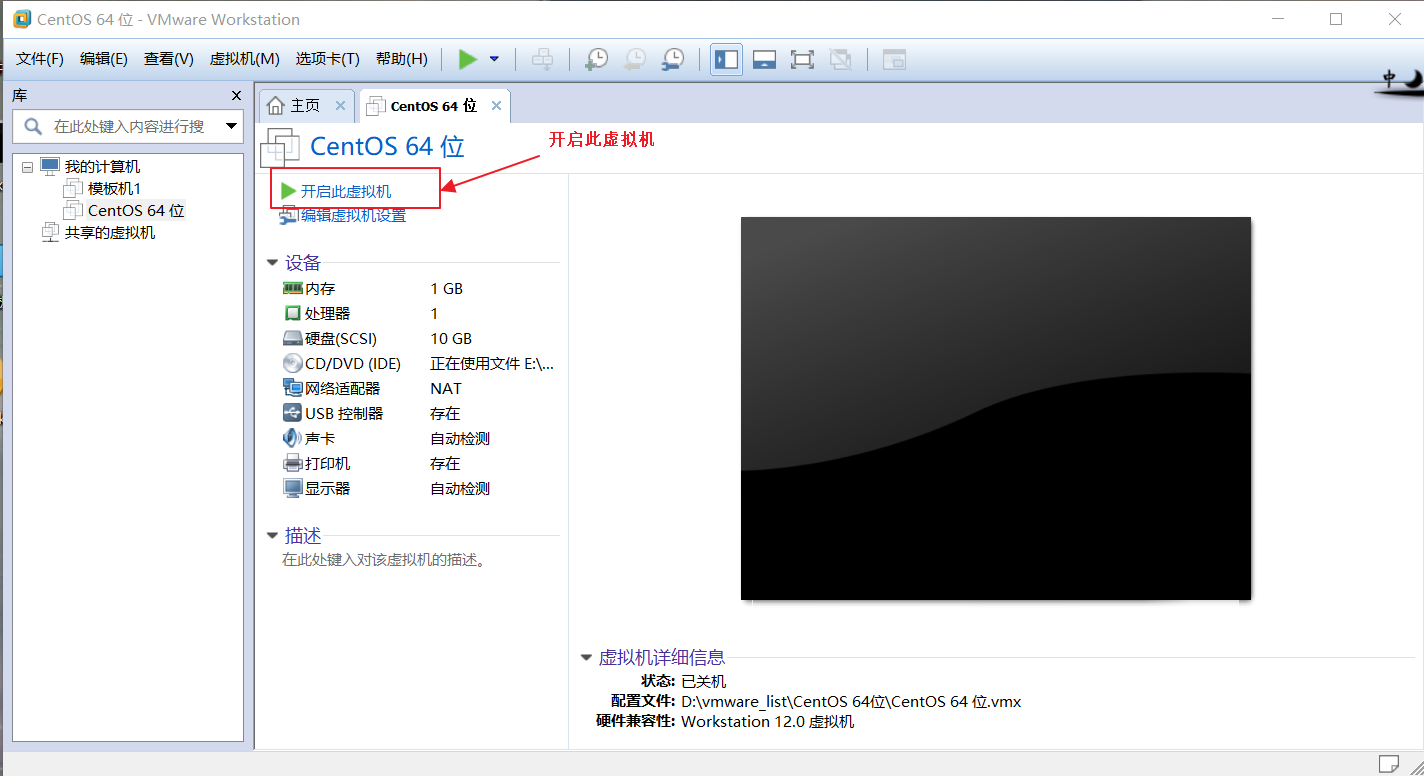 CentOS 64 位 - VMware Workstation
文件(F) 编辑(E) 查看(V) 虚拟机(M) 选项卡(T) 帮助(H)
中
库
在此处键入内容进行搜
我的计算机
模板机1
CentOS 64 位
共享的虚拟机
主页
CentOS 64 位
CentOS 64 位
开启此虚拟机
开启此虚拟机
编辑虚拟机设置
设备
内存 1 GB
处理器 1
硬盘(SCSI) 10 GB
CD/DVD (IDE) 正在使用文件 E:\...
网络适配器 NAT
USB 控制器 存在
声卡 自动检测
打印机 存在
显示器 自动检测
描述
在此处键入对该虚拟机的描述。
虚拟机详细信息
状态: 已关机
配置文件: D:\vmware_list\CentOS 64位\CentOS 64 位.vmx
硬件兼容性: Workstation 12.0 虚拟机